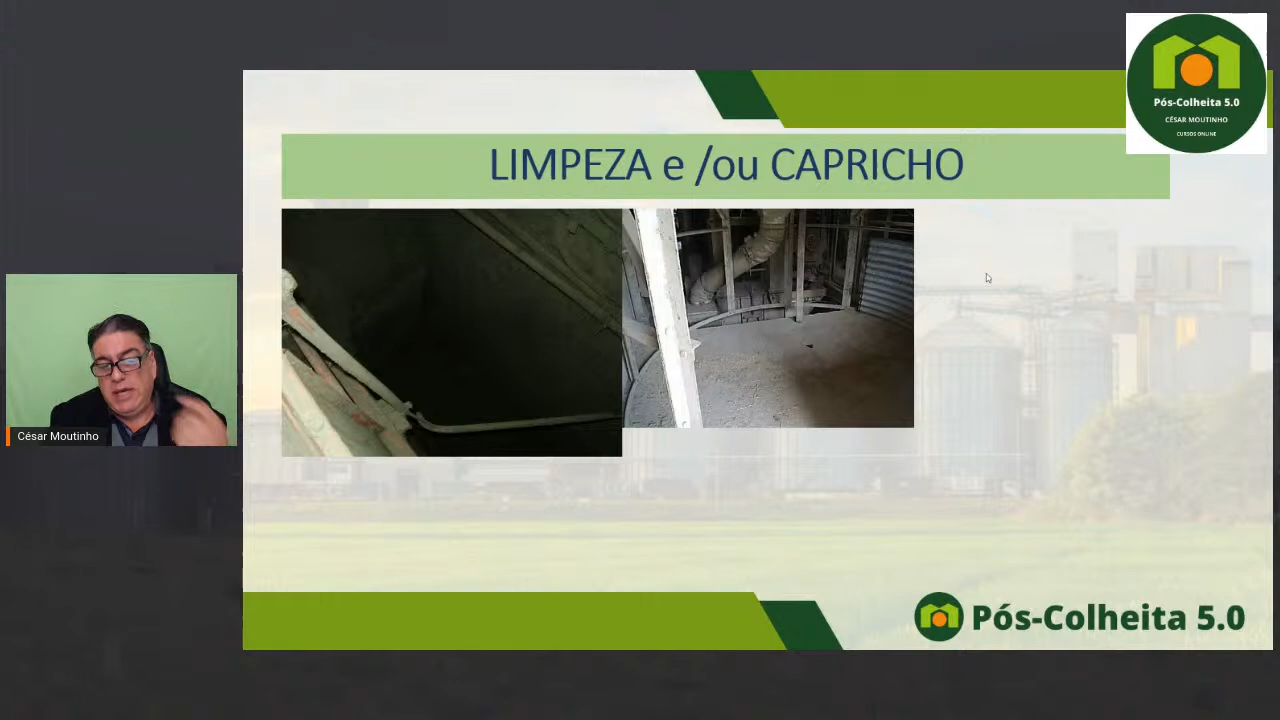 Pós-Colheita 5.0
CÉSAR MOUTINHO
CURSOS ONLINE
LIMPEZA e /ou CAPRICHO
César Moutinho
Pós-Colheita 5.0